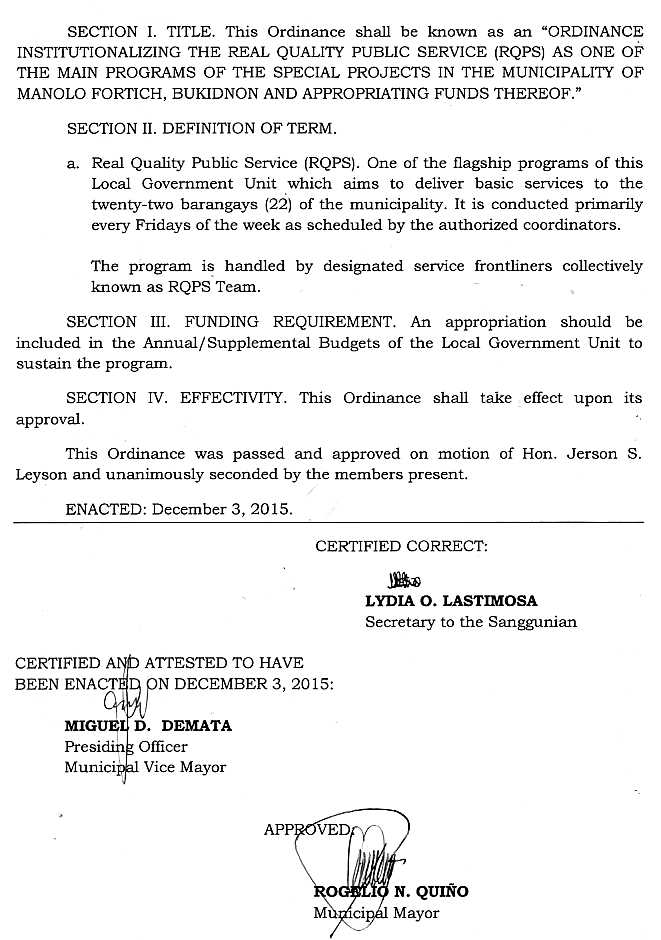 SECTION I. TITLE. This Ordinance shall be known as an “ORDINANCE
INSTITUTIONALIZING THE REAL QUALITY PUBLIC SERVICE (RQPS) AS ONE OF
THE MAIN PROGRAMS OF THE SPECIAL PROJECTS IN THE MUNICIPALITY OF
MANOLO FORTICH, BUKIDNON AND APPROPRIATING FUNDS THEREOF.”
SECTION II. DEFINITION OF TERM.
a. Real Quality Public Service (RQPS). One of the flagship programs of this
Local Government Unit which aims to deliver basic services to the
twenty-two barangays (22) of the municipality. It is conducted primarily
every Fridays of the week as scheduled by the authorized coordinators.
The program is handled by designated service frontliners collectively
known as RQPS Team.
SECTION III. FUNDING REQUIREMENT. An appropriation should be
included in the Annual/Supplemental Budgets of the Local Government Unit to
sustain the program.
SECTION IV. EFFECTIVITY. This Ordinance shall take effect upon its
approval.
This Ordinance was passed and approved on motion of Hon. Jerson S.
Leyson and unanimously seconded by the members present.
ENACTED: December 3, 2015.
CERTIFIED CORRECT:
LYDIA O. LASTIMOSA
Secretary to the Sanggunian
CERTIFIED AND ATTESTED TO HAVE
BEEN ENACTED ON DECEMBER 3, 2015:
MIGUEL D. DEMATA
Presiding Officer
Municipal Vice Mayor
APPROVED:
ROGELIO N. QUIÑO
Municipal Mayor